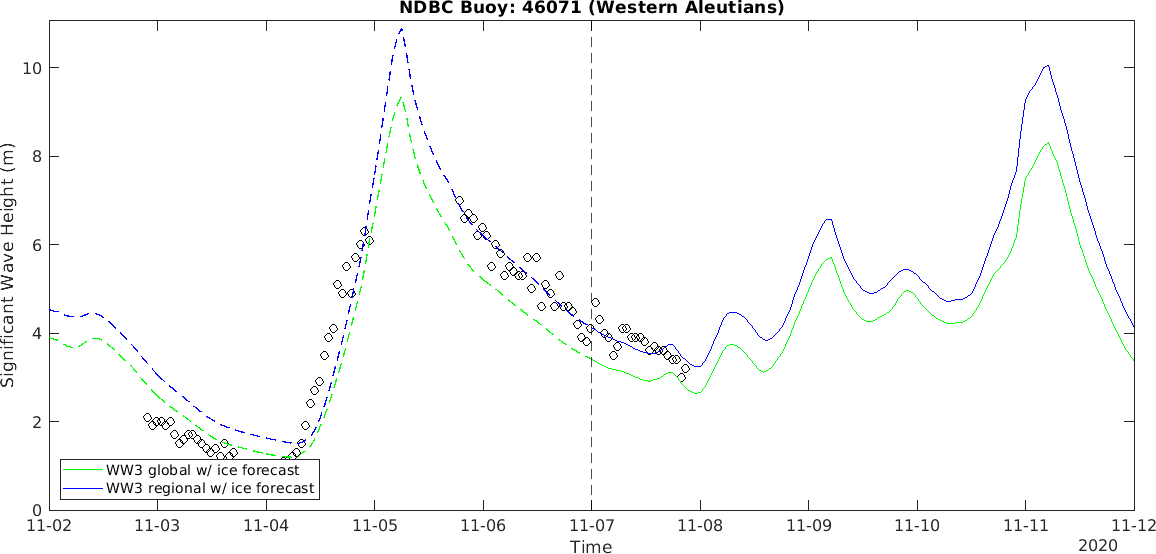 NDBC Buoy: 46071 (Western Aleutians)
Significant Wave Height (m)
10
8
6
4
2
0
WW3 global w/ ice forecast
WW3 regional w/ ice forecast
11-02 11-03 11-04 11-05 11-06 11-07 11-08 11-09 11-10 11-11 11-12
Time
2020